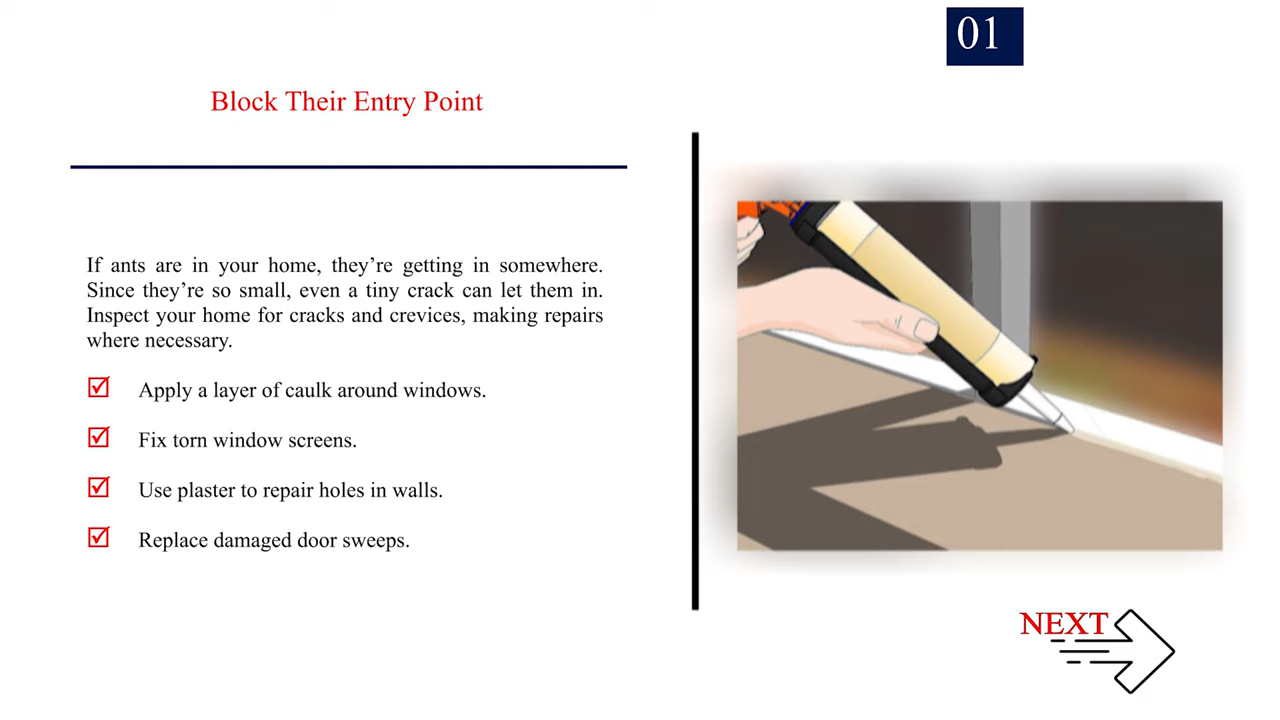 01
Block Their Entry Point
If ants are in your home, they’re getting in somewhere.
Since they’re so small, even a tiny crack can let them in.
Inspect your home for cracks and crevices, making repairs
where necessary.
Apply a layer of caulk around windows.
Fix torn window screens.
Use plaster to repair holes in walls.
Replace damaged door sweeps.
NEXT